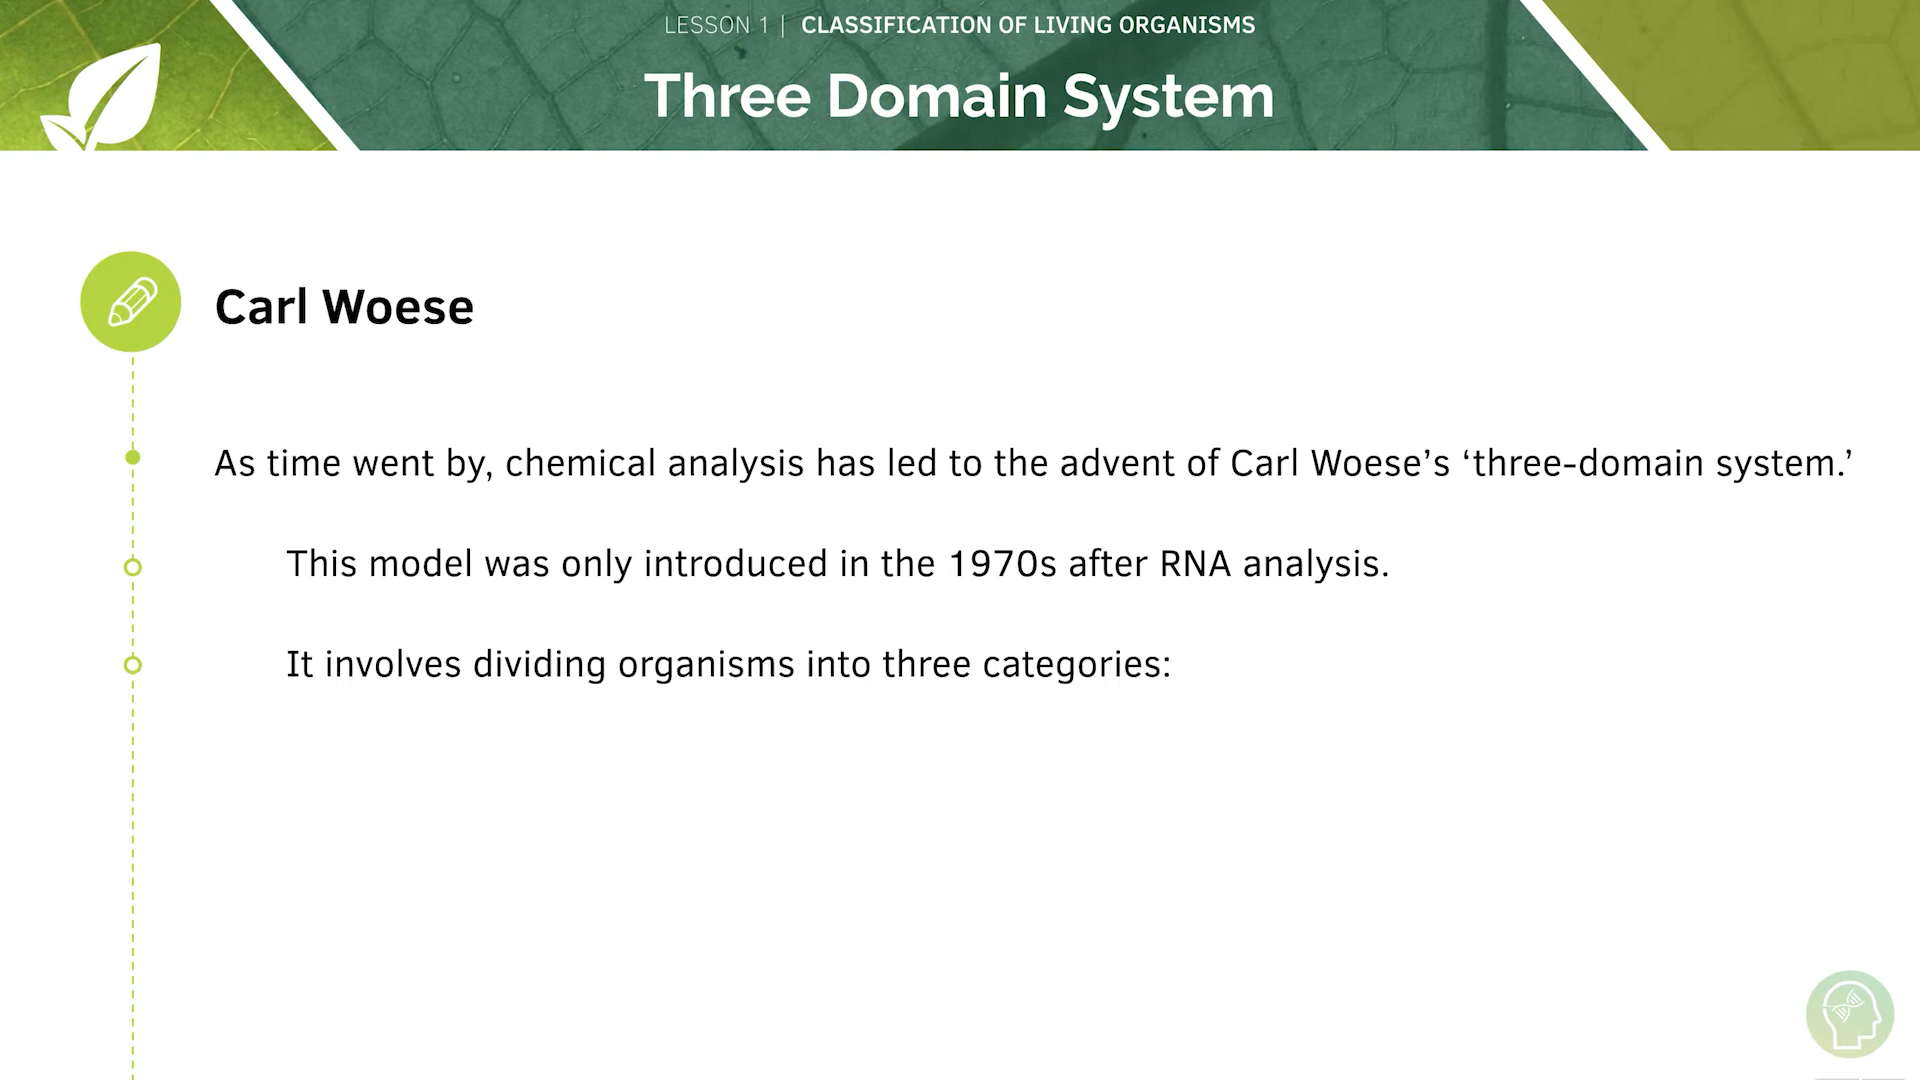 LESSON 1 | CLASSIFICATION OF LIVING ORGANISMS
Three Domain System
Carl Woese
As time went by, chemical analysis has led to the advent of Carl Woese’s ‘three-domain system.’
This model was only introduced in the 1970s after RNA analysis.
It involves dividing organisms into three categories: